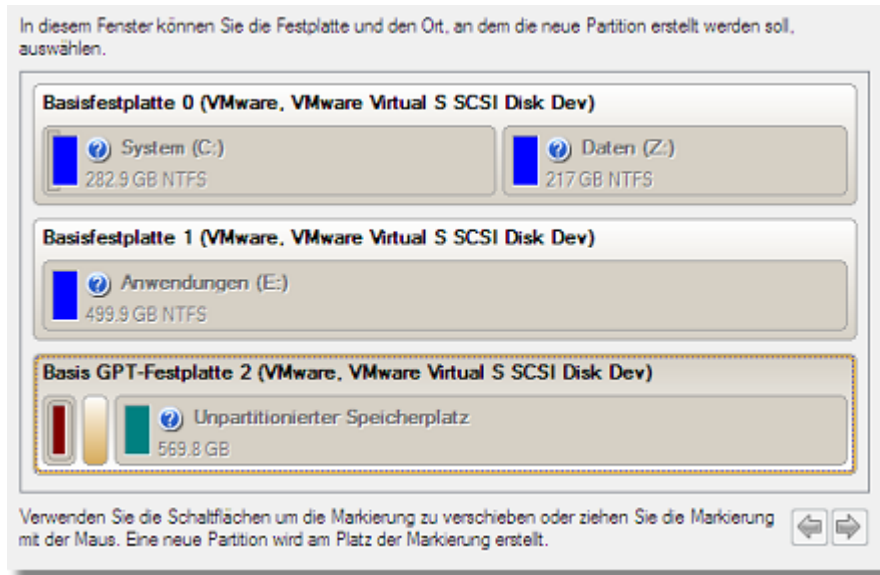 In diesem Fenster können Sie die Festplatte und den Ort, an dem die neue Partition erstellt werden soll,
auswählen.
Basisfestplatte 0 (VMware, VMware Virtual S SCSI Disk Dev)
System (C:)
282.9 GB NTFS
Daten (Z:)
217 GB NTFS
Basisfestplatte 1 (VMware, VMware Virtual S SCSI Disk Dev)
Anwendungen (E:)
499.9 GB NTFS
Basis GPT-Festplatte 2 (VMware, VMware Virtual S SCSI Disk Dev)
Unpartitionierter Speicherplatz
569.8 GB
Verwenden Sie die Schaltflächen um die Markierung zu verschieben oder ziehen Sie die Markierung
mit der Maus. Eine neue Partition wird am Platz der Markierung erstellt.